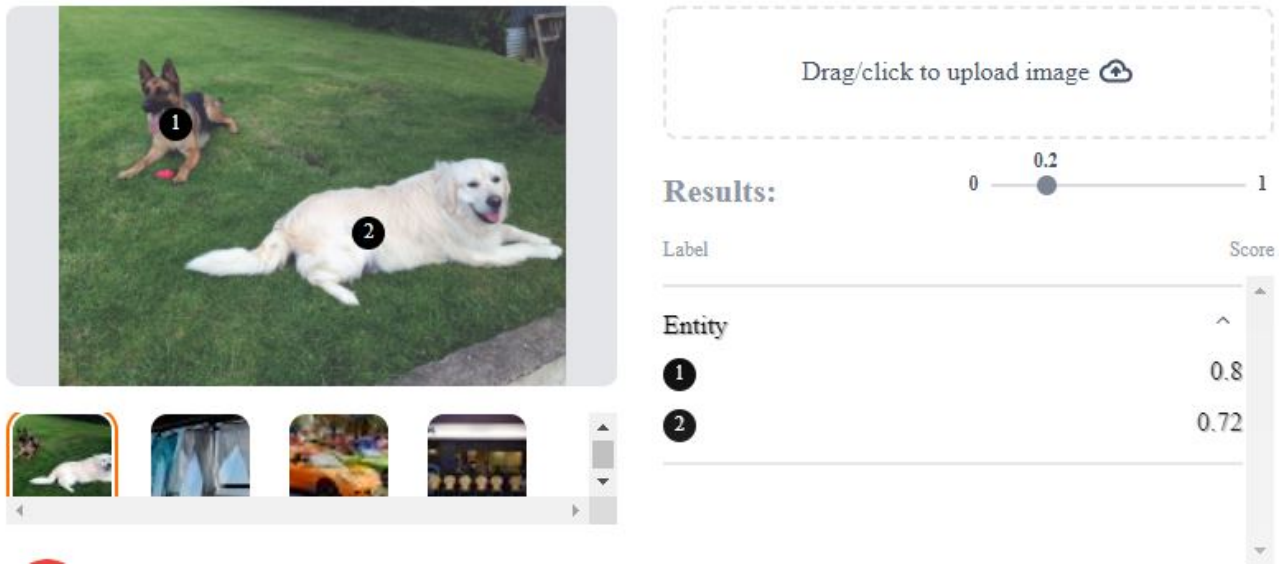 1
2
Drag/click to upload image
0.2
Results:
0
1
Label
Score
Entity
1
0.8
2
0.72